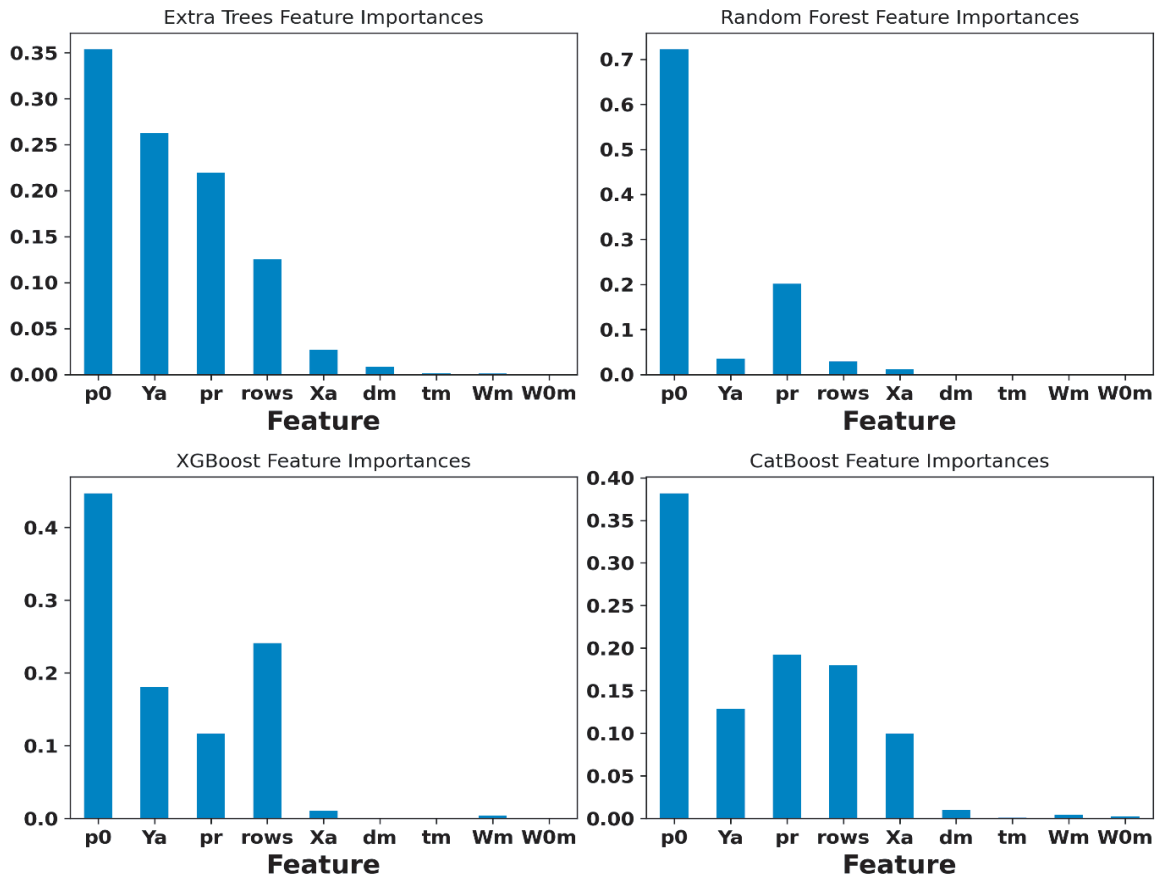 Extra Trees Feature Importances
0.35
0.30
0.25
0.20
0.15
0.10
0.05
0.00
p0 Ya pr rows Xa dm tm Wm W0m
Feature
Random Forest Feature Importances
0.7
0.6
0.5
0.4
0.3
0.2
0.1
0.0
p0 Ya pr rows Xa dm tm Wm W0m
Feature
XGBoost Feature Importances
0.4
0.3
0.2
0.1
0.0
p0 Ya pr rows Xa dm tm Wm W0m
Feature
CatBoost Feature Importances
0.40
0.35
0.30
0.25
0.20
0.15
0.10
0.05
0.00
p0 Ya pr rows Xa dm tm Wm W0m
Feature